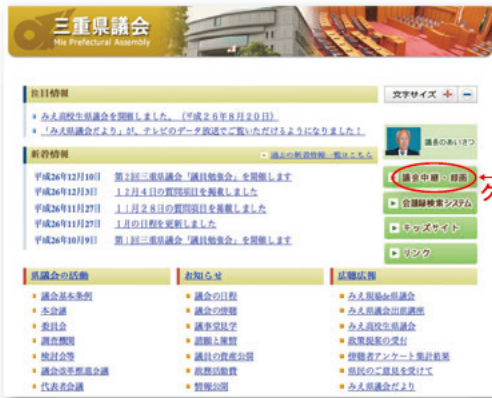 三重県議会
Mie Prefectural Assembly
注目情報
文字サイズ + −
みえ高校生県議会を開催しました。（平成26年8月20日）
「みえ県議会だより」が、テレビのデータ放送でご覧いただけるようになりました！
議長のあいさつ
新着情報
過去の新着情報一覧はこちら
平成26年12月10日 第2回三重県議会「議員勉強会」を開催します
平成26年12月3日 12月4日の質問項目を掲載しました
平成26年11月27日 11月28日の質問項目を掲載しました
平成26年11月27日 1月の日程を更新しました
平成26年10月9日 第1回三重県議会「議員勉強会」を開催します
議会中継・録画
←
ク
会議録検索システム
キッズサイト
リンク
県議会の活動
議会基本条例
本会議
委員会
調査機関
検討会等
議会改革推進会議
代表者会議
お知らせ
議会の日程
議会の傍聴
議事堂見学
請願と陳情
議員の資産公開
政務活動費
情報公開
広聴広報
みえ現場de県議会
みえ県議会出前講座
みえ高校生県議会
政策提案の受付
傍聴者アンケート集計結果
県民のご意見を受けて
みえ県議会だより